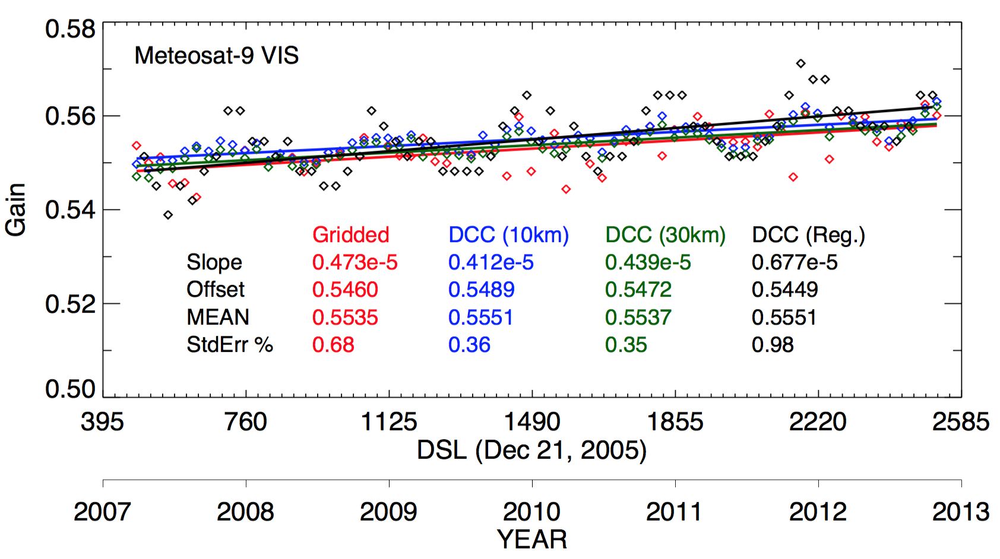 0.58
Meteosat-9 VIS
0.56
0.54
Gain
Gridded DCC (10km) DCC (30km) DCC (Reg.)
Slope 0.473e-5 0.412e-5 0.439e-5 0.677e-5
Offset 0.5460 0.5489 0.5472 0.5449
0.52
MEAN 0.5535 0.5551 0.5537 0.5551
StdErr % 0.68 0.36 0.35 0.98
0.50
395 760 1125 1490 1855 2220 2585
DSL (Dec 21, 2005)
2007 2008 2009 2010 2011 2012 2013
YEAR